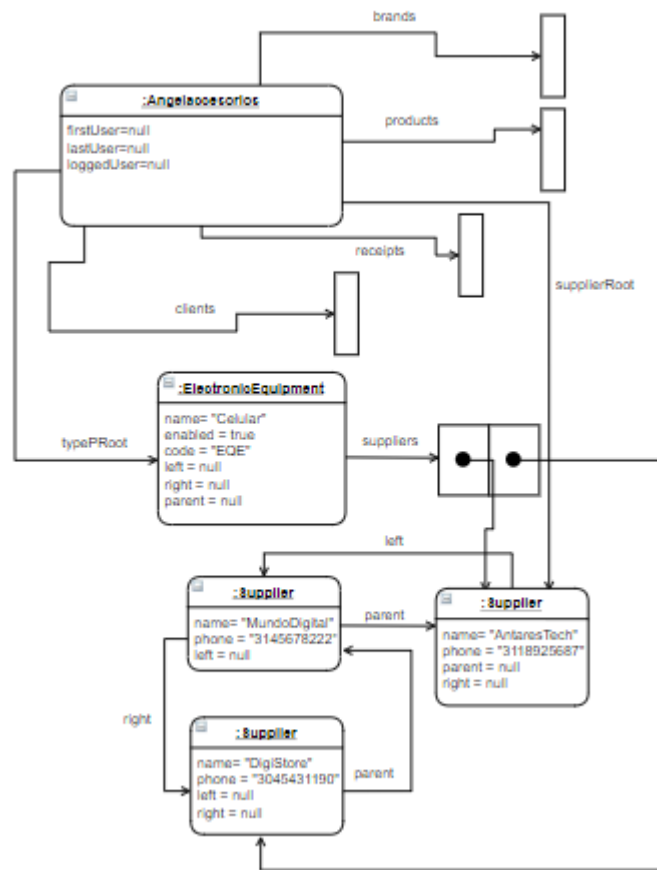 brands
:Angelaccesorios
firstUser=null
lastUser=null
loggedUser=null
products
receipts
supplierRoot
clients
:ElectronicEquipment
name= "Celular"
enabled = true
code = "EQE"
left = null
right = null
parent = null
typePRoot
suppliers
left
:Supplier
name= "MundoDigital"
phone = "3145678222"
left = null
parent
:Supplier
name= "AntaresTech"
phone = "3118925687"
parent = null
right = null
right
:Supplier
name= "DigiStore"
phone = "3045431190"
left = null
right = null
parent